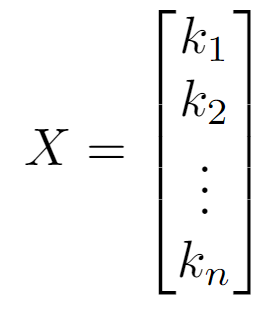 k₁
k₂
X = ⋮
kₙ